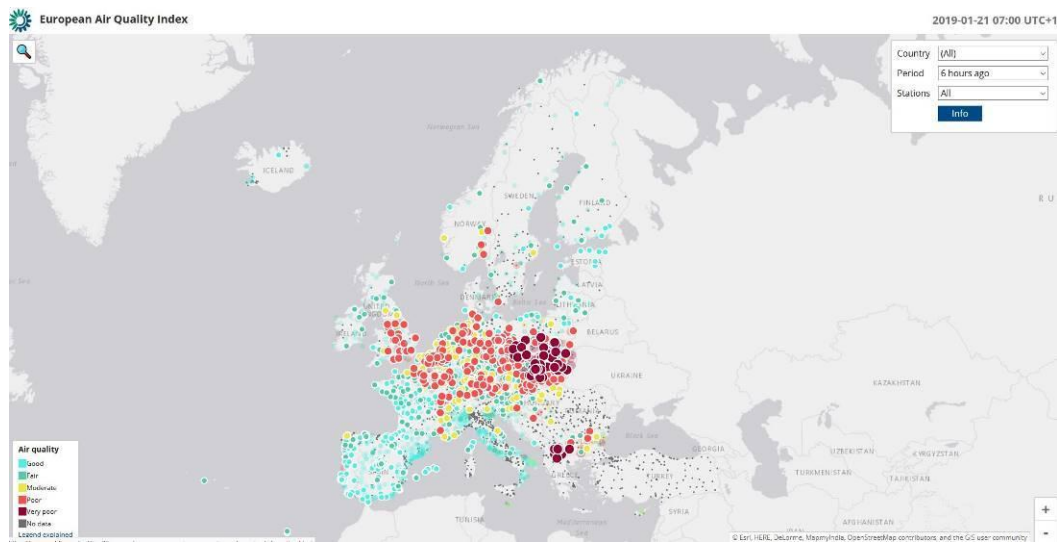 European Air Quality Index
2019-01-21 07:00 UTC+1
Country (All)
Period 6 hours ago
Stations All
Info
Norwegian Sea
ICELAND
SWEDEN
FINLAND
NORWAY
ESTONIA
LATVIA
North Sea
DENMARK
Baltic Sea
LITHUANIA
BELARUS
UKRAINE
KAZAKHSTAN
Black Sea
GEORGIA
UZBEKISTAN
KYRGYZSTAN
GREECE
TURKEY
TURKMENISTAN
TAJIKISTAN
SYRIA
TUNISIA
AFGHANISTAN
Air quality
Good
Fair
Moderate
Poor
Very poor
No data
Legend explained
+
-
© Esri, HERE, DeLorme, MapmyIndia, OpenStreetMap contributors, and the GIS user community